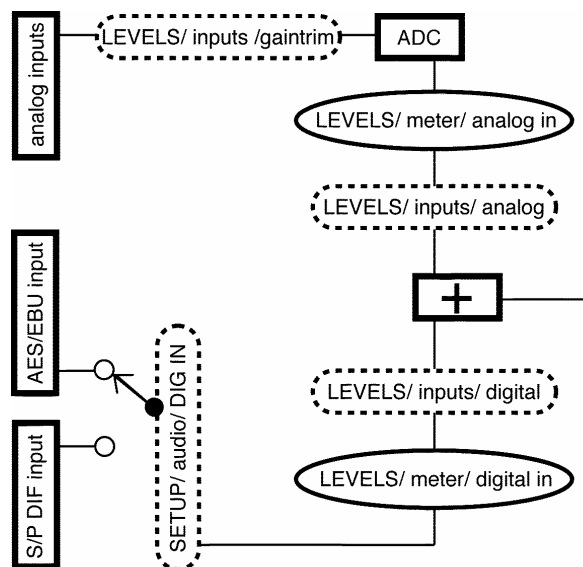 analog inputs
LEVELS/ inputs /gaintrim
ADC
LEVELS/ meter/ analog in
LEVELS/ inputs/ analog
+
AES/EBU input
SETUP/ audio/ DIG IN
LEVELS/ inputs/ digital
S/P DIF input
LEVELS/ meter/ digital in